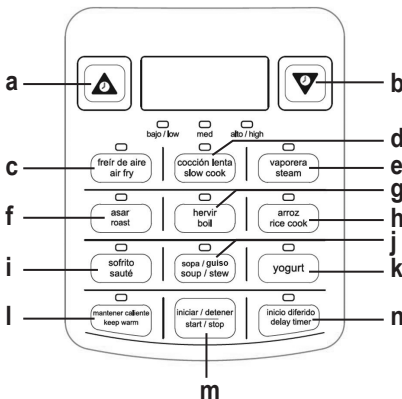 a
b
bajo / low med alto / high
d
c
freír de aire
air fry
cocción lenta
slow cook
vaporera
steam
e
g
f
asar
roast
hervir
boil
arroz
rice cook
h
j
i
sofrito
sauté
sopa / guiso
soup / stew
yogurt
k
l
mantener caliente
keep warm
iniciar / detener
start / stop
inicio diferido
delay timer
n
m